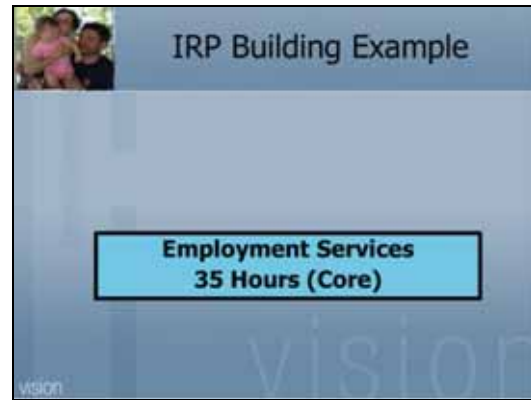 IRP Building Example
Employment Services
35 Hours (Core)
vision
vision